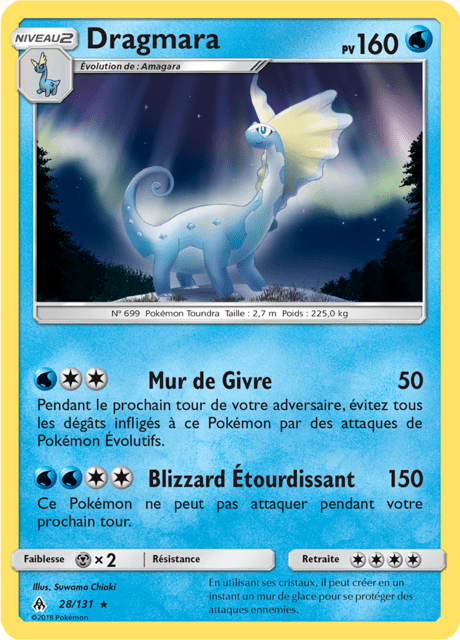 NIVEAU 2
Dragmara
PV 160
Évolution de : Amagara
N° 699 Pokémon Toundra Taille : 2,7 m Poids : 225,0 kg
Mur de Givre 50
Pendant le prochain tour de votre adversaire, évitez tous
les dégâts infligés à ce Pokémon par des attaques de
Pokémon Évolutifs.
Blizzard Étourdissant 150
Ce Pokémon ne peut pas attaquer pendant votre
prochain tour.
Faiblesse × 2 Résistance Retraite
Illus. Suwama Chiaki
28/131 ★
©2018 Pokémon
En utilisant ses cristaux, il peut créer en un
instant un mur de glace pour se protéger des
attaques ennemies.